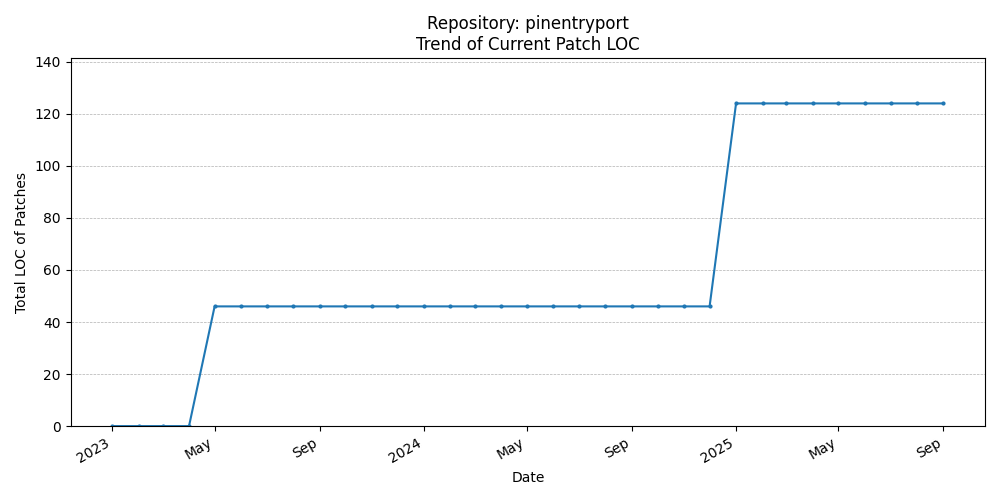 Repository: pinentryport
Trend of Current Patch LOC
140
120
100
80
60
40
20
0
Total LOC of Patches
2023
May
Sep
2024
May
Sep
2025
May
Sep
Date